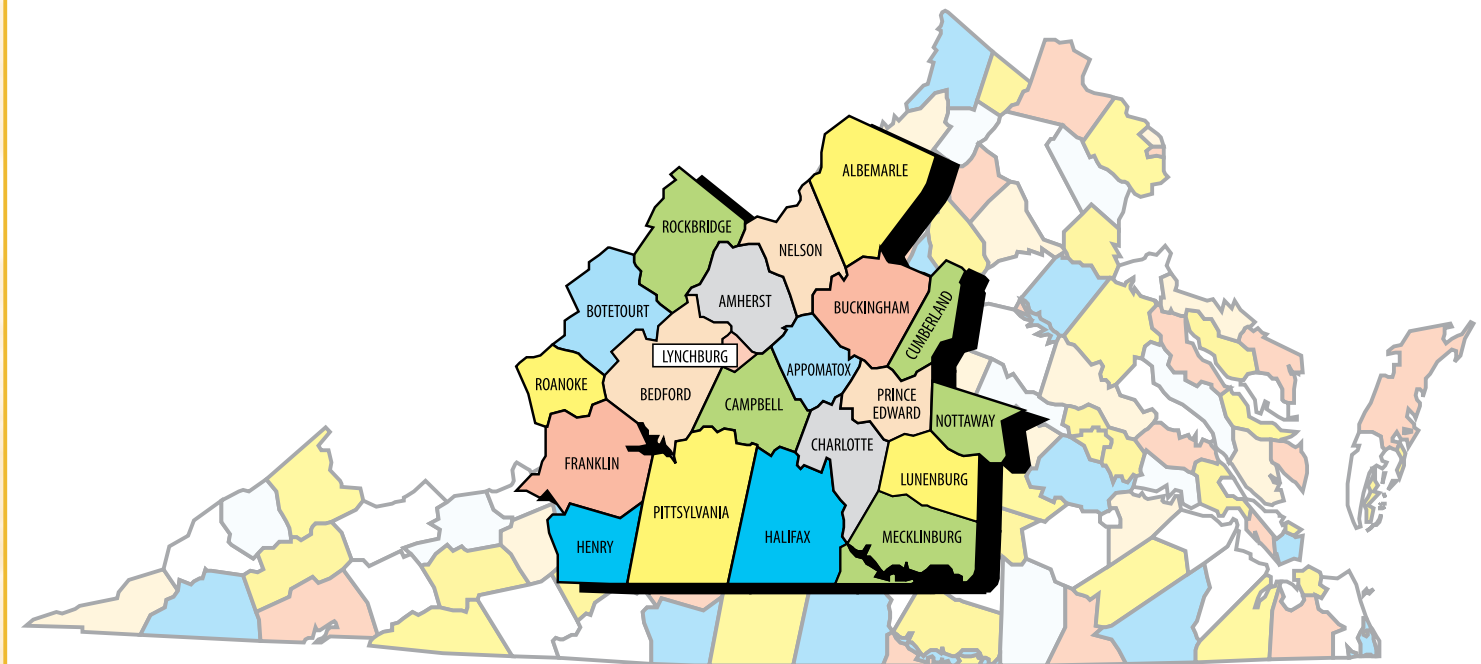 ALBEMARLE
ROCKBRIDGE
NELSON
AMHERST
BOTETOURT
BUCKINGHAM
CUMBERLAND
LYNCHBURG
APPOMATOX
ROANOKE
BEDFORD
PRINCE
EDWARD
CAMPBELL
NOTTAWAY
CHARLOTTE
FRANKLIN
LUNENBURG
PITTSYLVANIA
HALIFAX
MECKLINBURG
HENRY